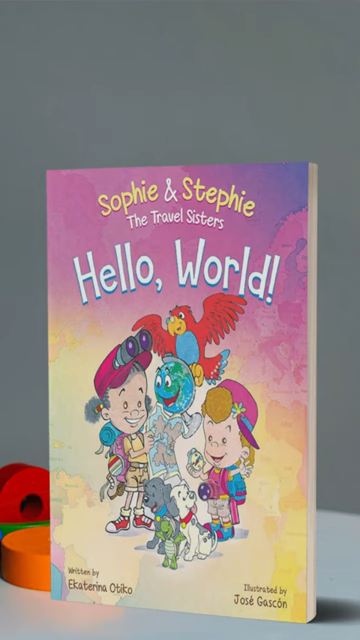 Sophie & Stephie
The Travel Sisters
Hello, World!
Written by
Ekaterina Otiko
Illustrated by
José Gascón